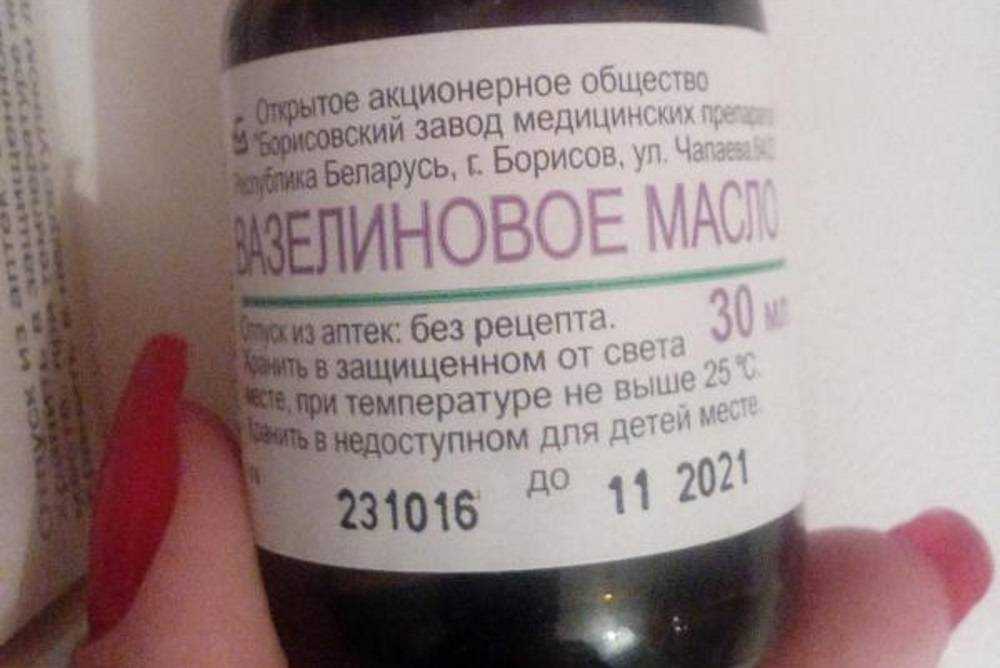 Открытое акционерное общество
"Борисовский завод медицинских
Республика Беларусь, г. Борисов, ул. Чапаева
ВАЗЕЛИНОВОЕ МАСЛО
Отпуск из аптек: без рецепта.
30 мл
Хранить в защищенном от света
месте, при температуре не выше 25 °C.
Хранить в недоступном для детей месте.
231016 до 11 2021